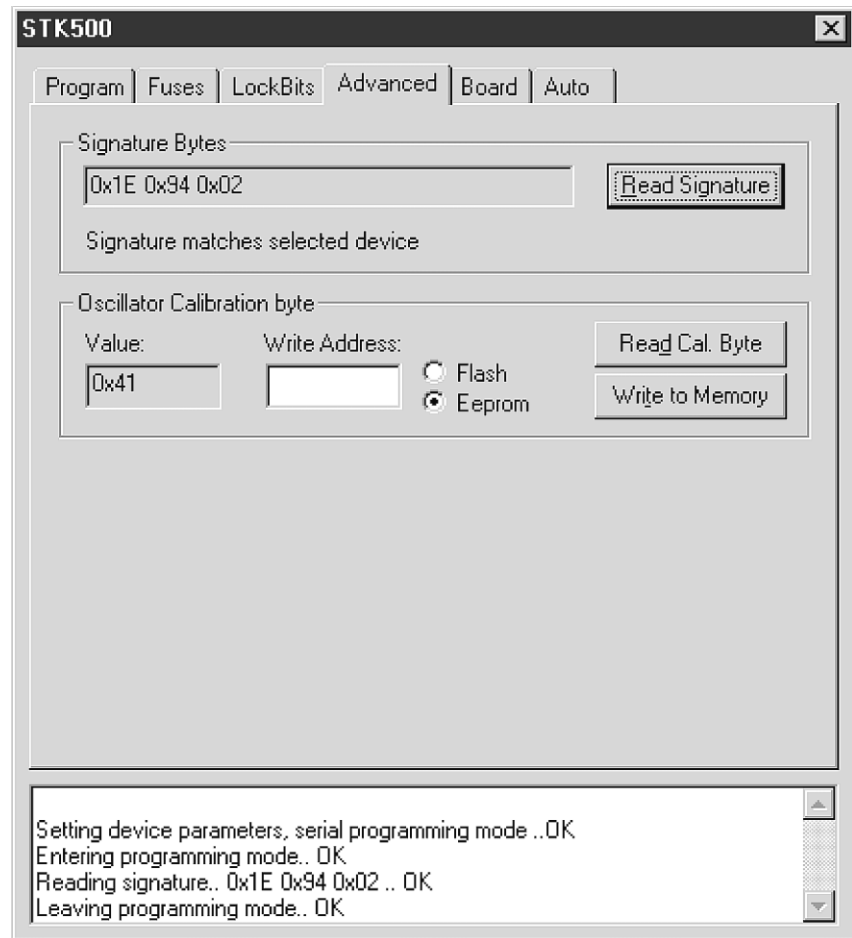 STK500
Program Fuses LockBits Advanced Board Auto
Signature Bytes
0x1E 0x94 0x02
Read Signature
Signature matches selected device
Oscillator Calibration byte
Value: Write Address:
Read Cal. Byte
0x41
Flash
Eeprom
Write to Memory
Setting device parameters, serial programming mode ..OK
Entering programming mode.. OK
Reading signature.. 0x1E 0x94 0x02 .. OK
Leaving programming mode.. OK